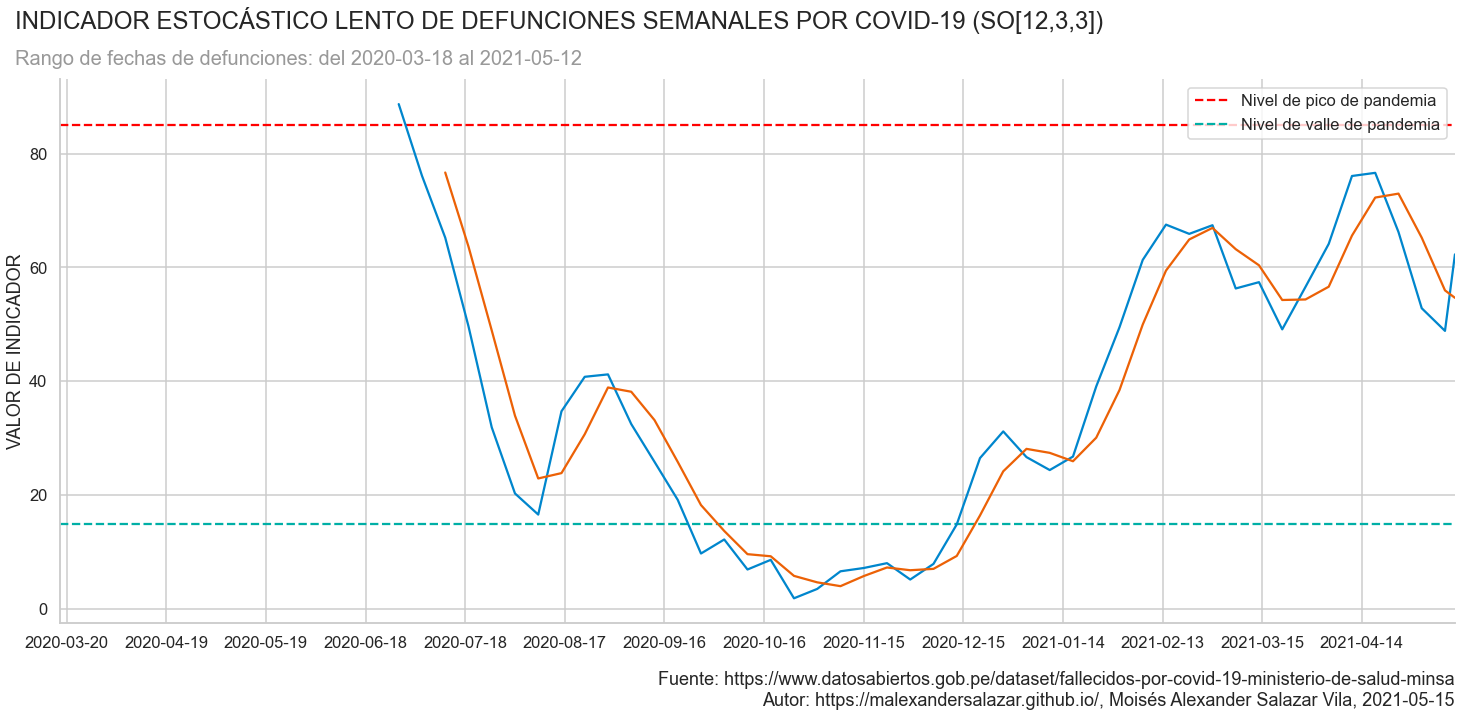 INDICADOR ESTOCÁSTICO LENTO DE DEFUNCIONES SEMANALES POR COVID-19 (SO[12,3,3])
Rango de fechas de defunciones: del 2020-03-18 al 2021-05-12
Nivel de pico de pandemia
Nivel de valle de pandemia
VALOR DE INDICADOR
80
60
40
20
0
2020-03-20 2020-04-19 2020-05-19 2020-06-18 2020-07-18 2020-08-17 2020-09-16 2020-10-16 2020-11-15 2020-12-15 2021-01-14 2021-02-13 2021-03-15 2021-04-14
Fuente: https://www.datosabiertos.gob.pe/dataset/fallecidos-por-covid-19-ministerio-de-salud-minsa
Autor: https://malexandersalazar.github.io/, Moisés Alexander Salazar Vila, 2021-05-15